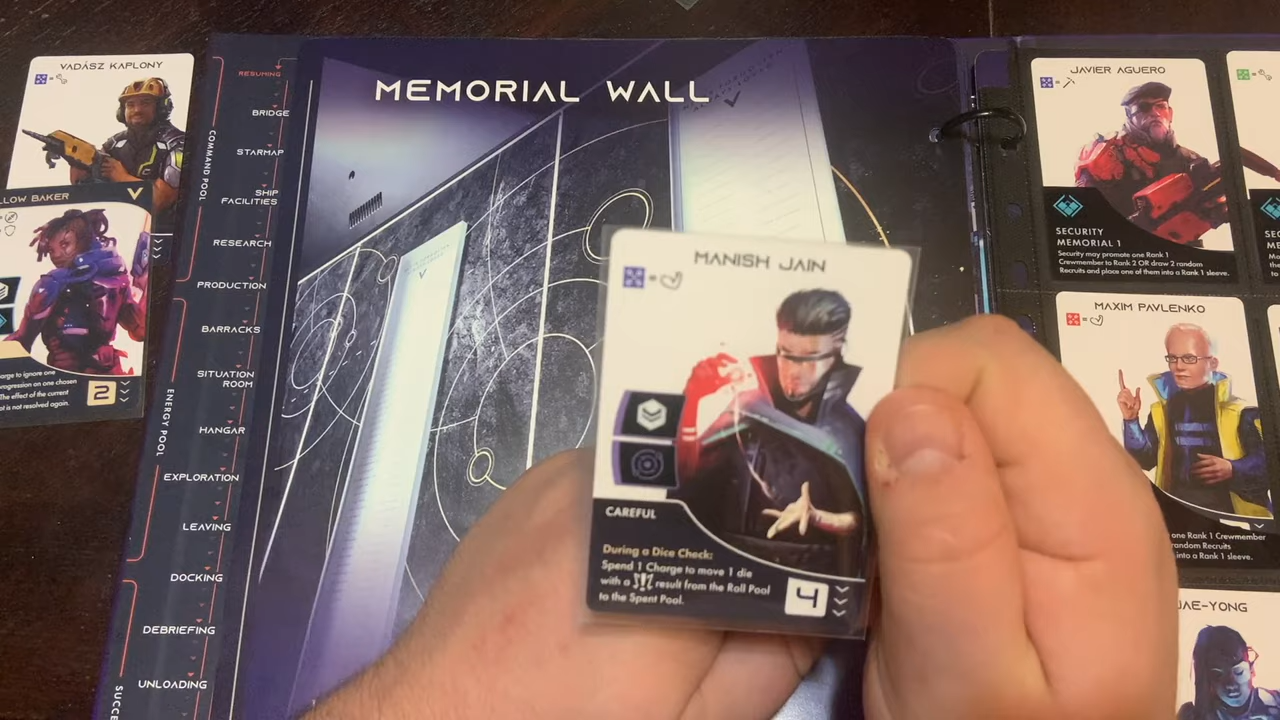 VADÁSZ KAPLONY
LLOW BAKER
arge to ignore one
rogression on one chosen
The effect of the current
ot is not resolved again.
2
RESUMING
BRIDGE
STARMAP
SHIP
FACILITIES
RESEARCH
PRODUCTION
BARRACKS
SITUATION
ROOM
HANGAR
EXPLORATION
LEAVING
DOCKING
DEBRIEFING
UNLOADING
COMMAND POOL
ENERGY POOL
SUCCE
MEMORIAL WALL
MANISH JAIN
=
CAREFUL
During a Dice Check:
Spend 1 Charge to move 1 die
with a result from the Roll Pool
to the Spent Pool.
4
JAVIER AGUERO
SECURITY
MEMORIAL 1
Security may promote one Rank 1
Crewmember to Rank 2 OR draw 2 random
Recruits and place one of them into a Rank 1 sleeve.
MAXIM PAVLENKO
one Rank 1 Crewmember
random Recruits
into a Rank 1 sleeve.
JAE-YONG